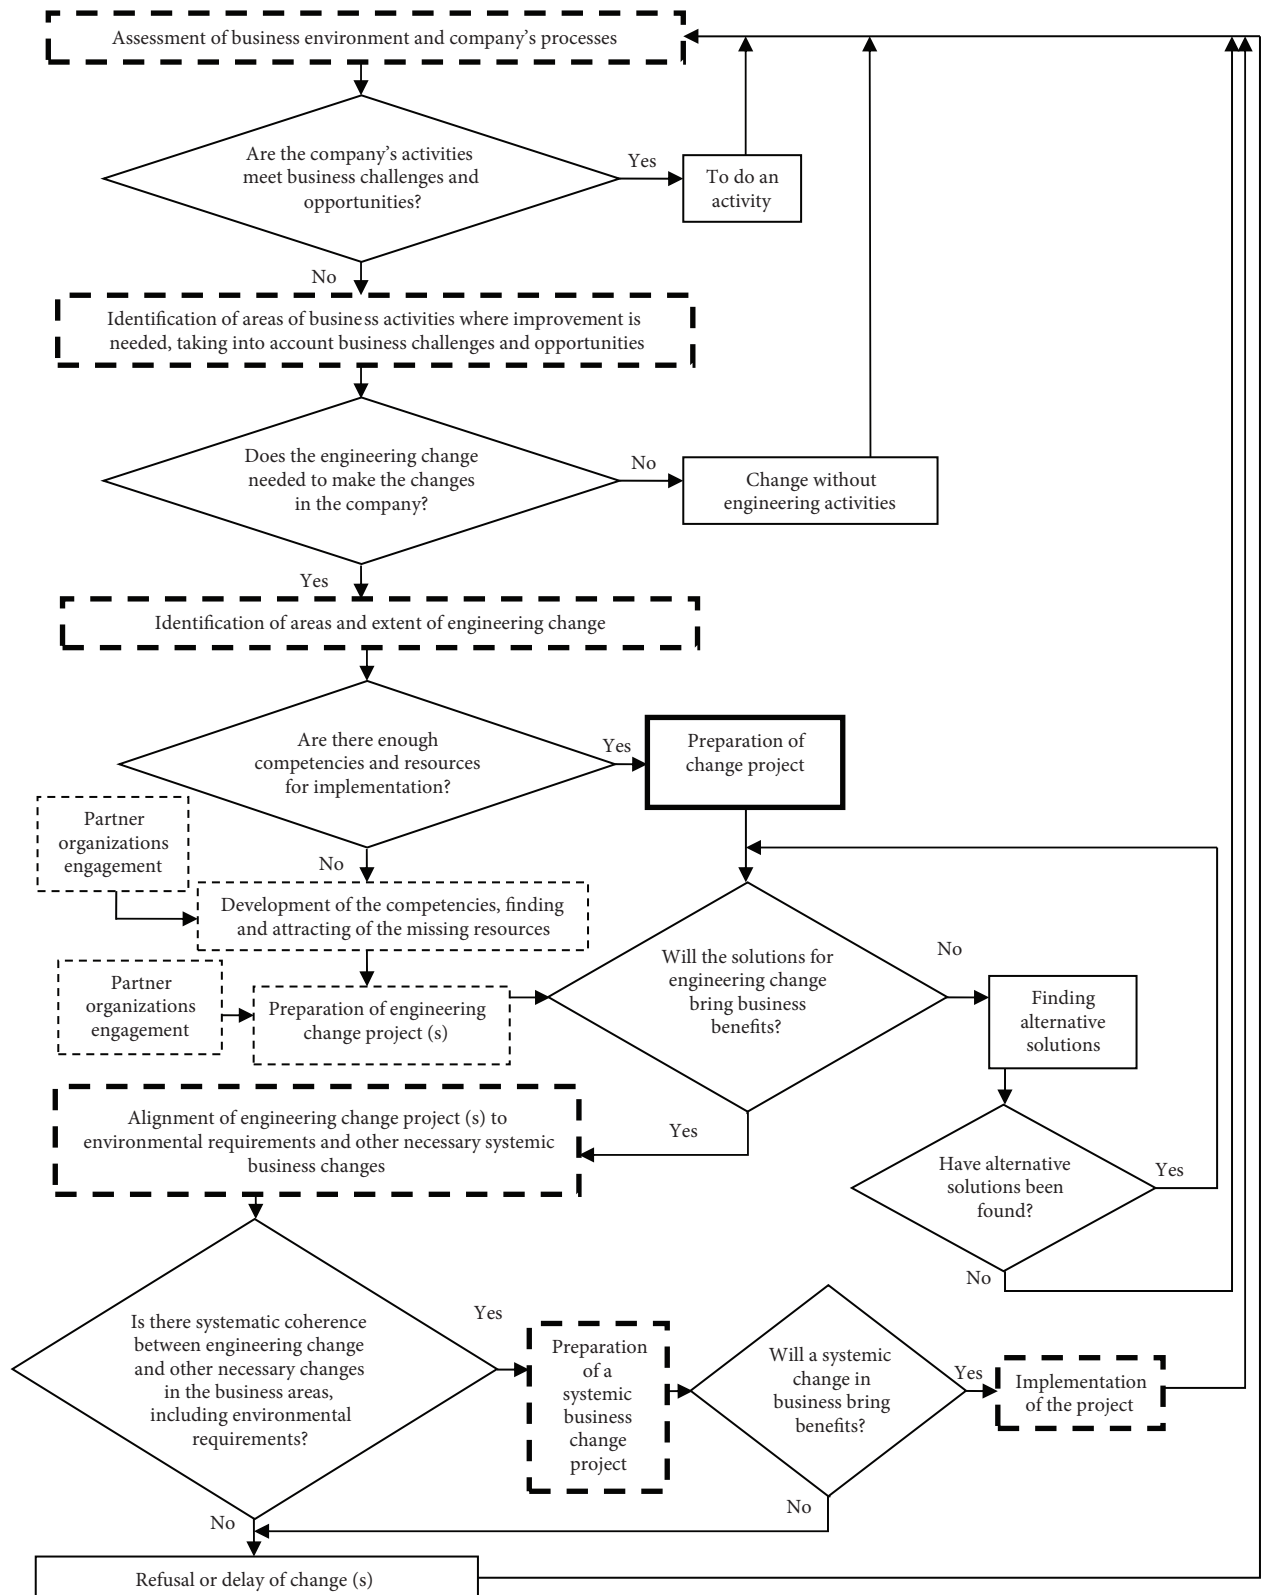 Assessment of business environment and company's processes
Are the company's activities
meet business challenges and
opportunities?
Yes
To do an
activity
No
Identification of areas of business activities where improvement is
needed, taking into account business challenges and opportunities
Does the engineering change
needed to make the changes
in the company?
No
Change without
engineering activities
Yes
Identification of areas and extent of engineering change
Are there enough
competencies and resources
for implementation?
Yes
Preparation of
change project
Partner
organizations
engagement
No
Development of the competencies, finding
and attracting of the missing resources
Partner
organizations
engagement
Preparation of engineering
change project (s)
Will the solutions for
engineering change
bring business
benefits?
No
Finding
alternative
solutions
Yes
Alignment of engineering change project (s) to
environmental requirements and other necessary systemic
business changes
Have alternative
solutions been
found?
Yes
No
Is there systematic coherence
between engineering change
and other necessary changes
in the business areas,
including environmental
requirements?
Yes
Preparation
of a
systemic
business
change
project
Will a systemic
change in
business bring
benefits?
Yes
Implementation
of the project
No
No
Refusal or delay of change (s)